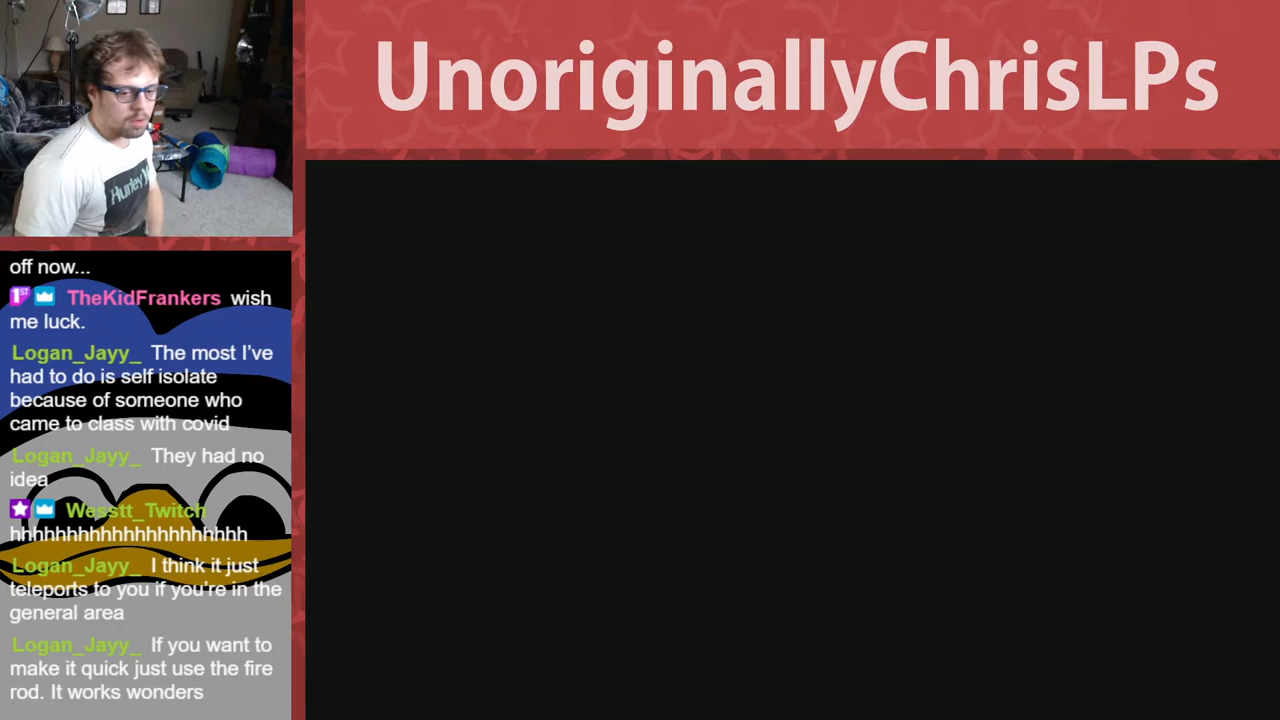 UnoriginallyChrisLPs
Hurley
off now...
1ST TheKidFrankers wish
me luck.
Logan_Jayy_ The most I've
had to do is self isolate
because of someone who
came to class with covid
Logan_Jayy_ They had no
idea
Wesstt_Twitch
hhhhhhhhhhhhhhhhhhhhh
Logan_Jayy_ I think it just
teleports to you if you're in the
general area
Logan_Jayy_ If you want to
make it quick just use the fire
rod. It works wonders